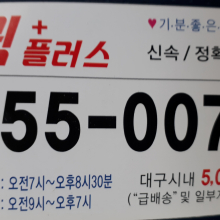 +
플러스
♥기·분·좋·은
신속/정확
55-007
: 오전7시~오후8시30분
: 오전9시~오후7시
대구시내 5.0
("급배송" 및 일부